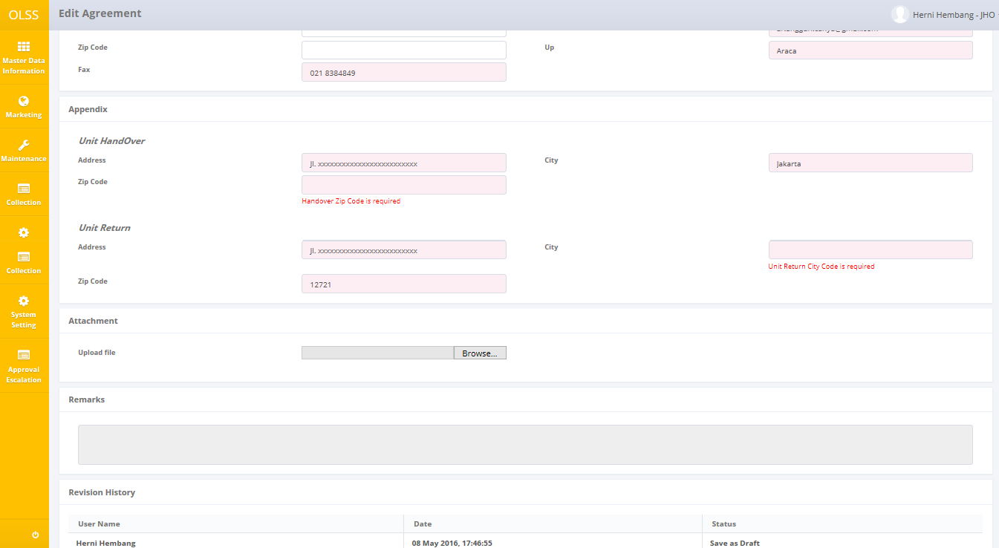 OLSS
Edit Agreement
Herni Hembang - JHO
Master Data
Information
Marketing
Maintenance
Collection
Collection
System
Setting
Approval
Escalation
Zip Code
Up
Araca
Fax
021 8384849
Appendix
Unit HandOver
Address
Jl. xxxxxxxxxxxxxxxxxxxxxxxxx
City
Jakarta
Zip Code
Handover Zip Code is required
Unit Return
Address
Jl. xxxxxxxxxxxxxxxxxxxxxxxxx
City
Unit Return City Code is required
Zip Code
12721
Attachment
Upload file
Browse...
Remarks
Revision History
User Name
Date
Status
Herni Hembang
08 May 2016, 17:46:55
Save as Draft